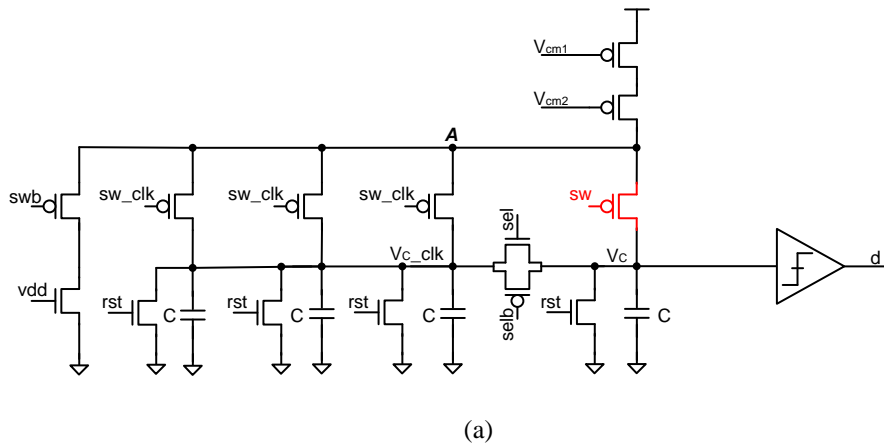 Vcm1
Vcm2
A
swb
sw_clk
sw_clk
sw_clk
sw
sel
VC_clk
VC
d
vdd
rst
C
rst
C
rst
C
selb
rst
C
(a)